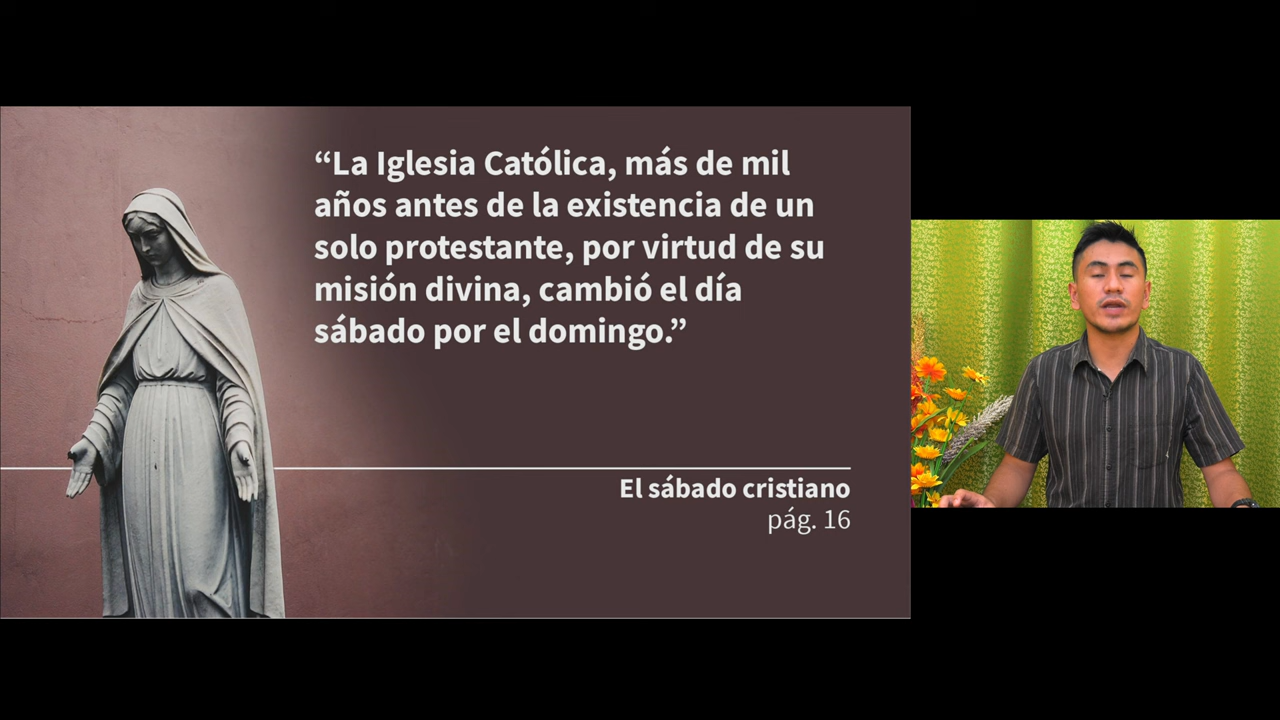 “La Iglesia Católica, más de mil
años antes de la existencia de un
solo protestante, por virtud de su
misión divina, cambió el día
sábado por el domingo.”
El sábado cristiano
pág. 16